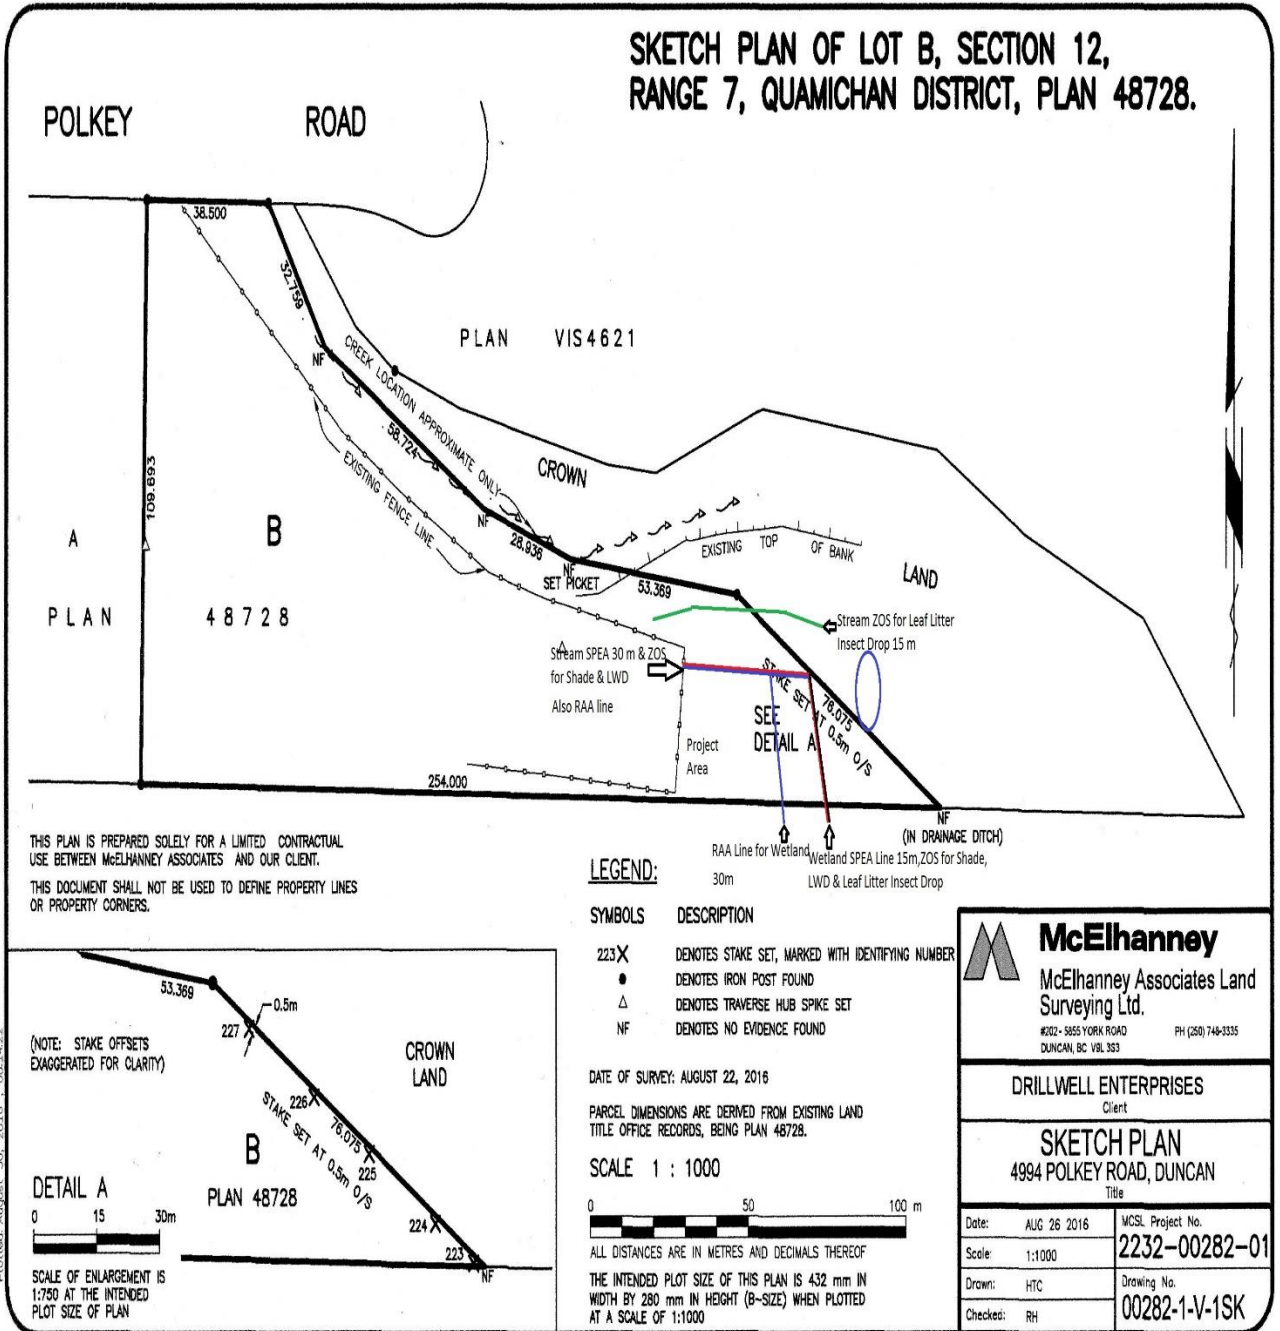 SKETCH PLAN OF LOT B, SECTION 12,
RANGE 7, QUAMICHAN DISTRICT, PLAN 48728.
POLKEY ROAD
38.500
32.759
NF
PLAN VIS4621
CREEK LOCATION APPROXIMATE ONLY
58.724
EXISTING FENCE LINE
CROWN
LAND
109.693
A
B
PLAN 48728
NF
28.936
NF
SET PICKET
53.369
EXISTING TOP OF BANK
Stream ZOS for Leaf Litter
Insect Drop 15 m
Stream SPEA 30 m & ZOS
for Shade & LWD
Also RAA line
STAKE SET AT 0.5m O/S
76.075
SEE
DETAIL A
Project
Area
254.000
NF
(IN DRAINAGE DITCH)
RAA Line for Wetland
30m
Wetland SPEA Line 15m,ZOS for Shade,
LWD & Leaf Litter Insect Drop
THIS PLAN IS PREPARED SOLELY FOR A LIMITED CONTRACTUAL
USE BETWEEN McELHANNEY ASSOCIATES AND OUR CLIENT.
THIS DOCUMENT SHALL NOT BE USED TO DEFINE PROPERTY LINES
OR PROPERTY CORNERS.
53.369
0.5m
227
(NOTE: STAKE OFFSETS
EXAGGERATED FOR CLARITY)
CROWN
LAND
226
76.075
STAKE SET AT 0.5m O/S
225
B
PLAN 48728
224
223
NF
DETAIL A
0 15 30m
SCALE OF ENLARGEMENT IS
1:750 AT THE INTENDED
PLOT SIZE OF PLAN
LEGEND:
SYMBOLS DESCRIPTION
223 DENOTES STAKE SET, MARKED WITH IDENTIFYING NUMBER
DENOTES IRON POST FOUND
DENOTES TRAVERSE HUB SPIKE SET
NF DENOTES NO EVIDENCE FOUND
DATE OF SURVEY: AUGUST 22, 2016
PARCEL DIMENSIONS ARE DERIVED FROM EXISTING LAND
TITLE OFFICE RECORDS, BEING PLAN 48728.
SCALE 1 : 1000
0 50 100 m
ALL DISTANCES ARE IN METRES AND DECIMALS THEREOF
THE INTENDED PLOT SIZE OF THIS PLAN IS 432 mm IN
WIDTH BY 280 mm IN HEIGHT (B-SIZE) WHEN PLOTTED
AT A SCALE OF 1:1000
McElhanney
McElhanney Associates Land
Surveying Ltd.
#202 - 5855 YORK ROAD PH (250) 748-3335
DUNCAN, BC V9L 3S3
DRILLWELL ENTERPRISES
Client
SKETCH PLAN
4994 POLKEY ROAD, DUNCAN
Title
Date: AUG 26 2016
MCSL Project No.
2232-00282-01
Scale: 1:1000
Drawn: HTC
Drawing No.
00282-1-V-1SK
Checked: RH